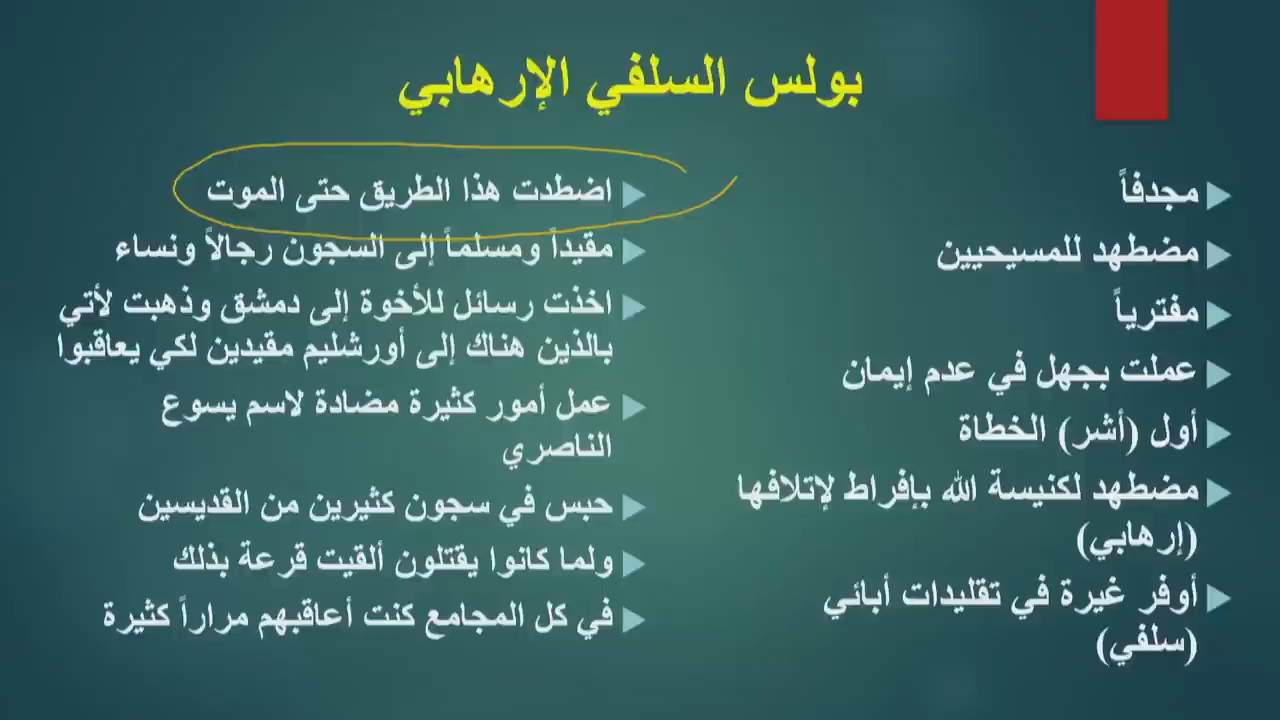 بولس السلفي الإرهابي
مجدفاً
مضطهد للمسيحيين
مفترياً
عملت بجهل في عدم إيمان
أول (أشر) الخطاة
مضطهد لكنيسة الله بإفراط لإتلافها
(إرهابي)
أوفر غيرة في تقليدات أبائي
(سلفي)
اضطدت هذا الطريق حتى الموت
مقيداً ومسلماً إلى السجون رجالاً ونساء
اخذت رسائل للأخوة إلى دمشق وذهبت لأتي
بالذين هناك إلى أورشليم مقيدين لكي يعاقبوا
عمل أمور كثيرة مضادة لاسم يسوع
الناصري
حبس في سجون كثيرين من القديسين
ولما كانوا يقتلون ألقيت قرعة بذلك
في كل المجامع كنت أعاقبهم مراراً كثيرة